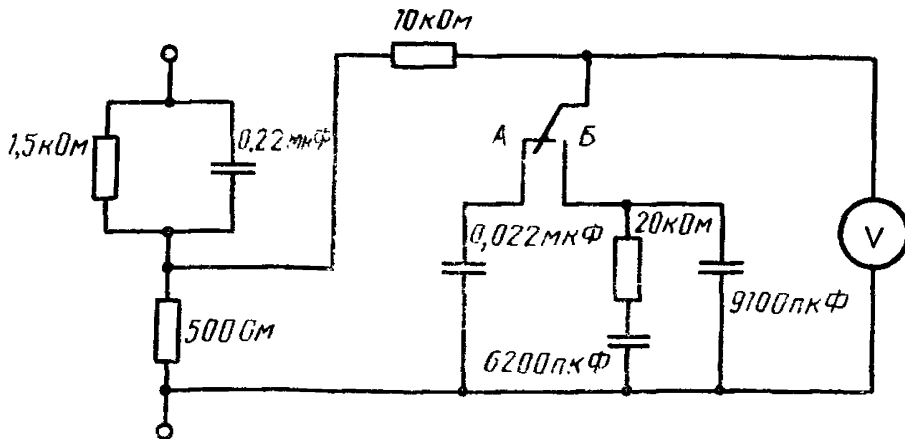 10кОм
1,5кОм
0,22мкФ
А Б
0,022мкФ
20кОм
V
500Ом
9100пкФ
6200пкФ